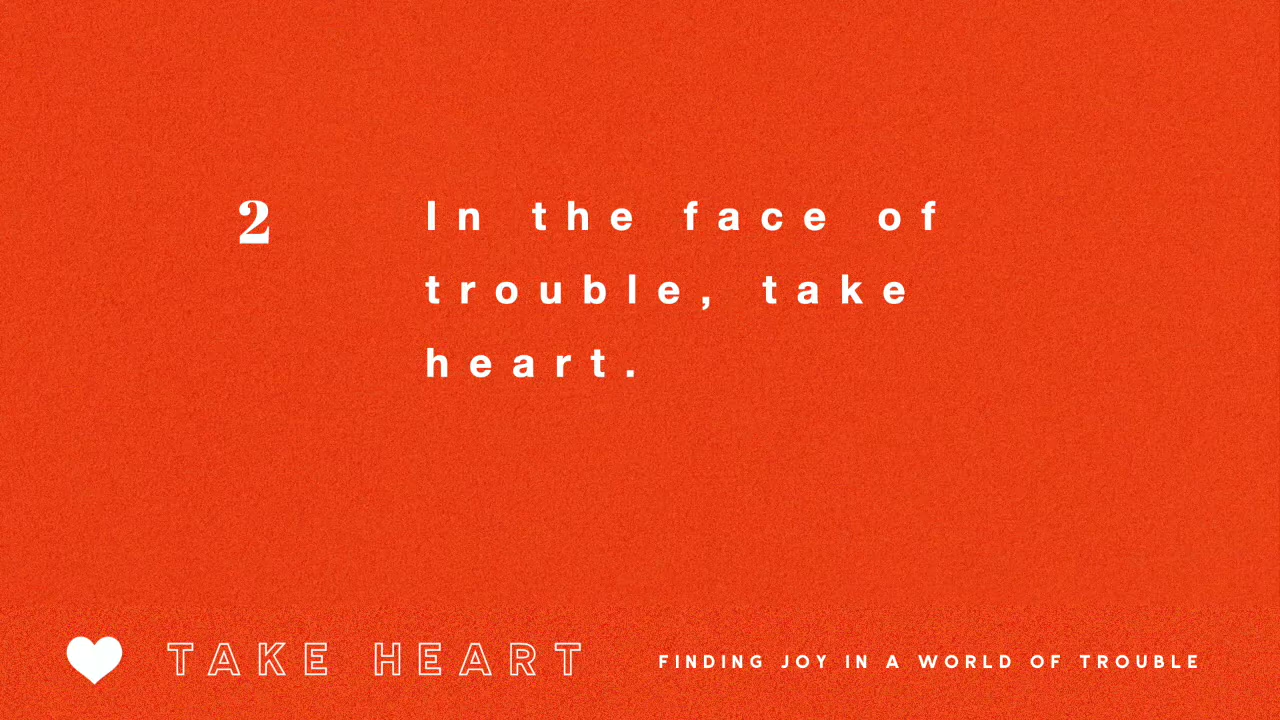 2
In the face of
trouble, take
heart.
TAKE HEART
FINDING JOY IN A WORLD OF TROUBLE